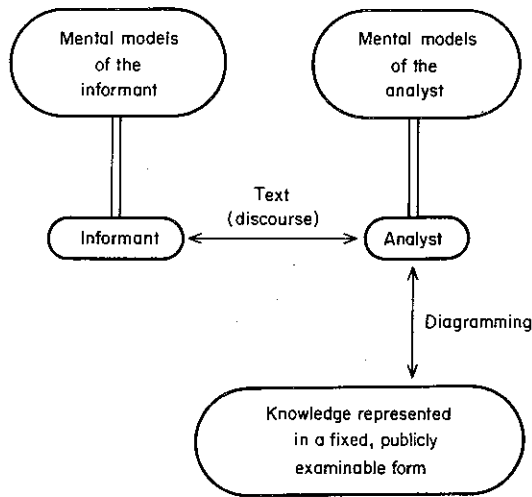 Mental models
of the
informant
Mental models
of the
analyst
Text
(discourse)
Informant
Analyst
Diagramming
Knowledge represented
in a fixed, publicly
examinable form